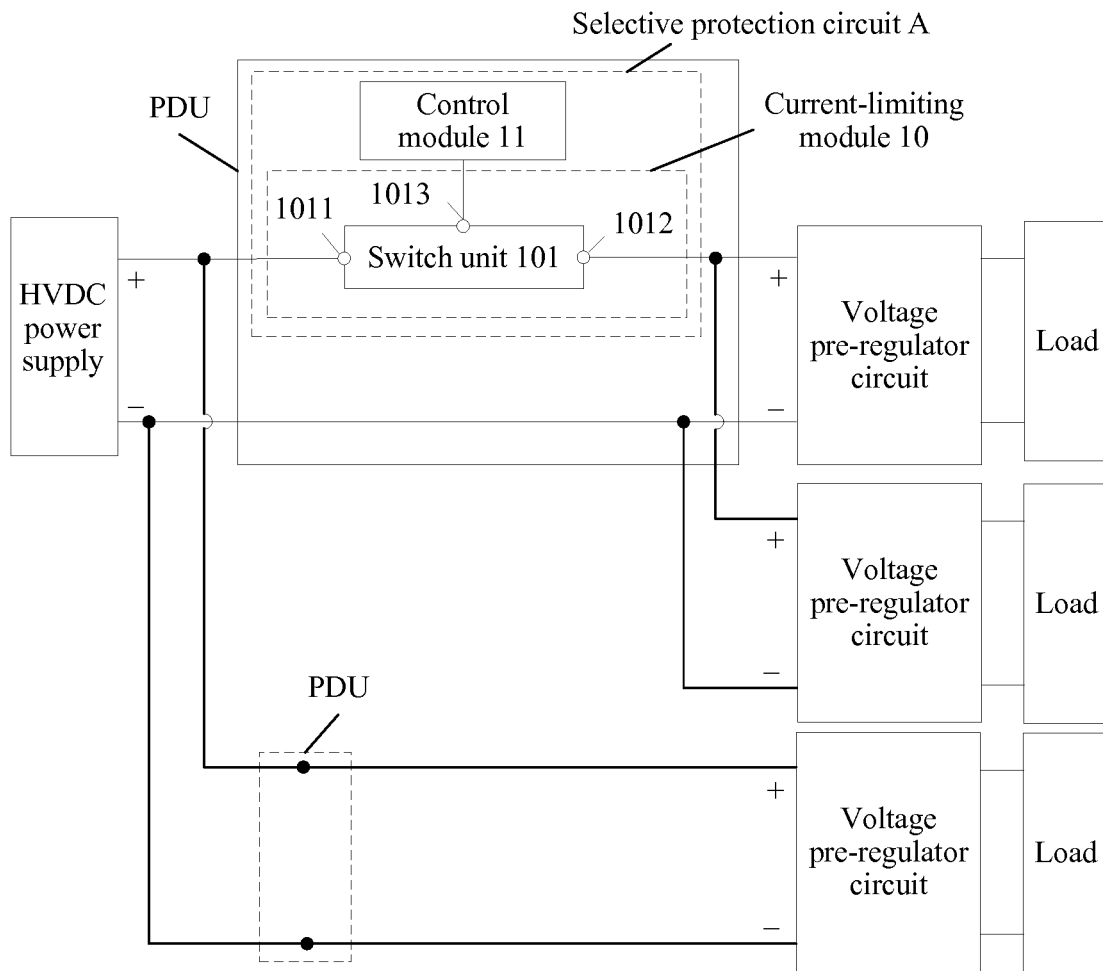 Selective protection circuit A
PDU
Control
module 11
Current-limiting
module 10
1011
1013
1012
Switch unit 101
HVDC
power
supply
+
−
+
−
Voltage
pre-regulator
circuit
Load
+
−
Voltage
pre-regulator
circuit
Load
PDU
+
−
Voltage
pre-regulator
circuit
Load